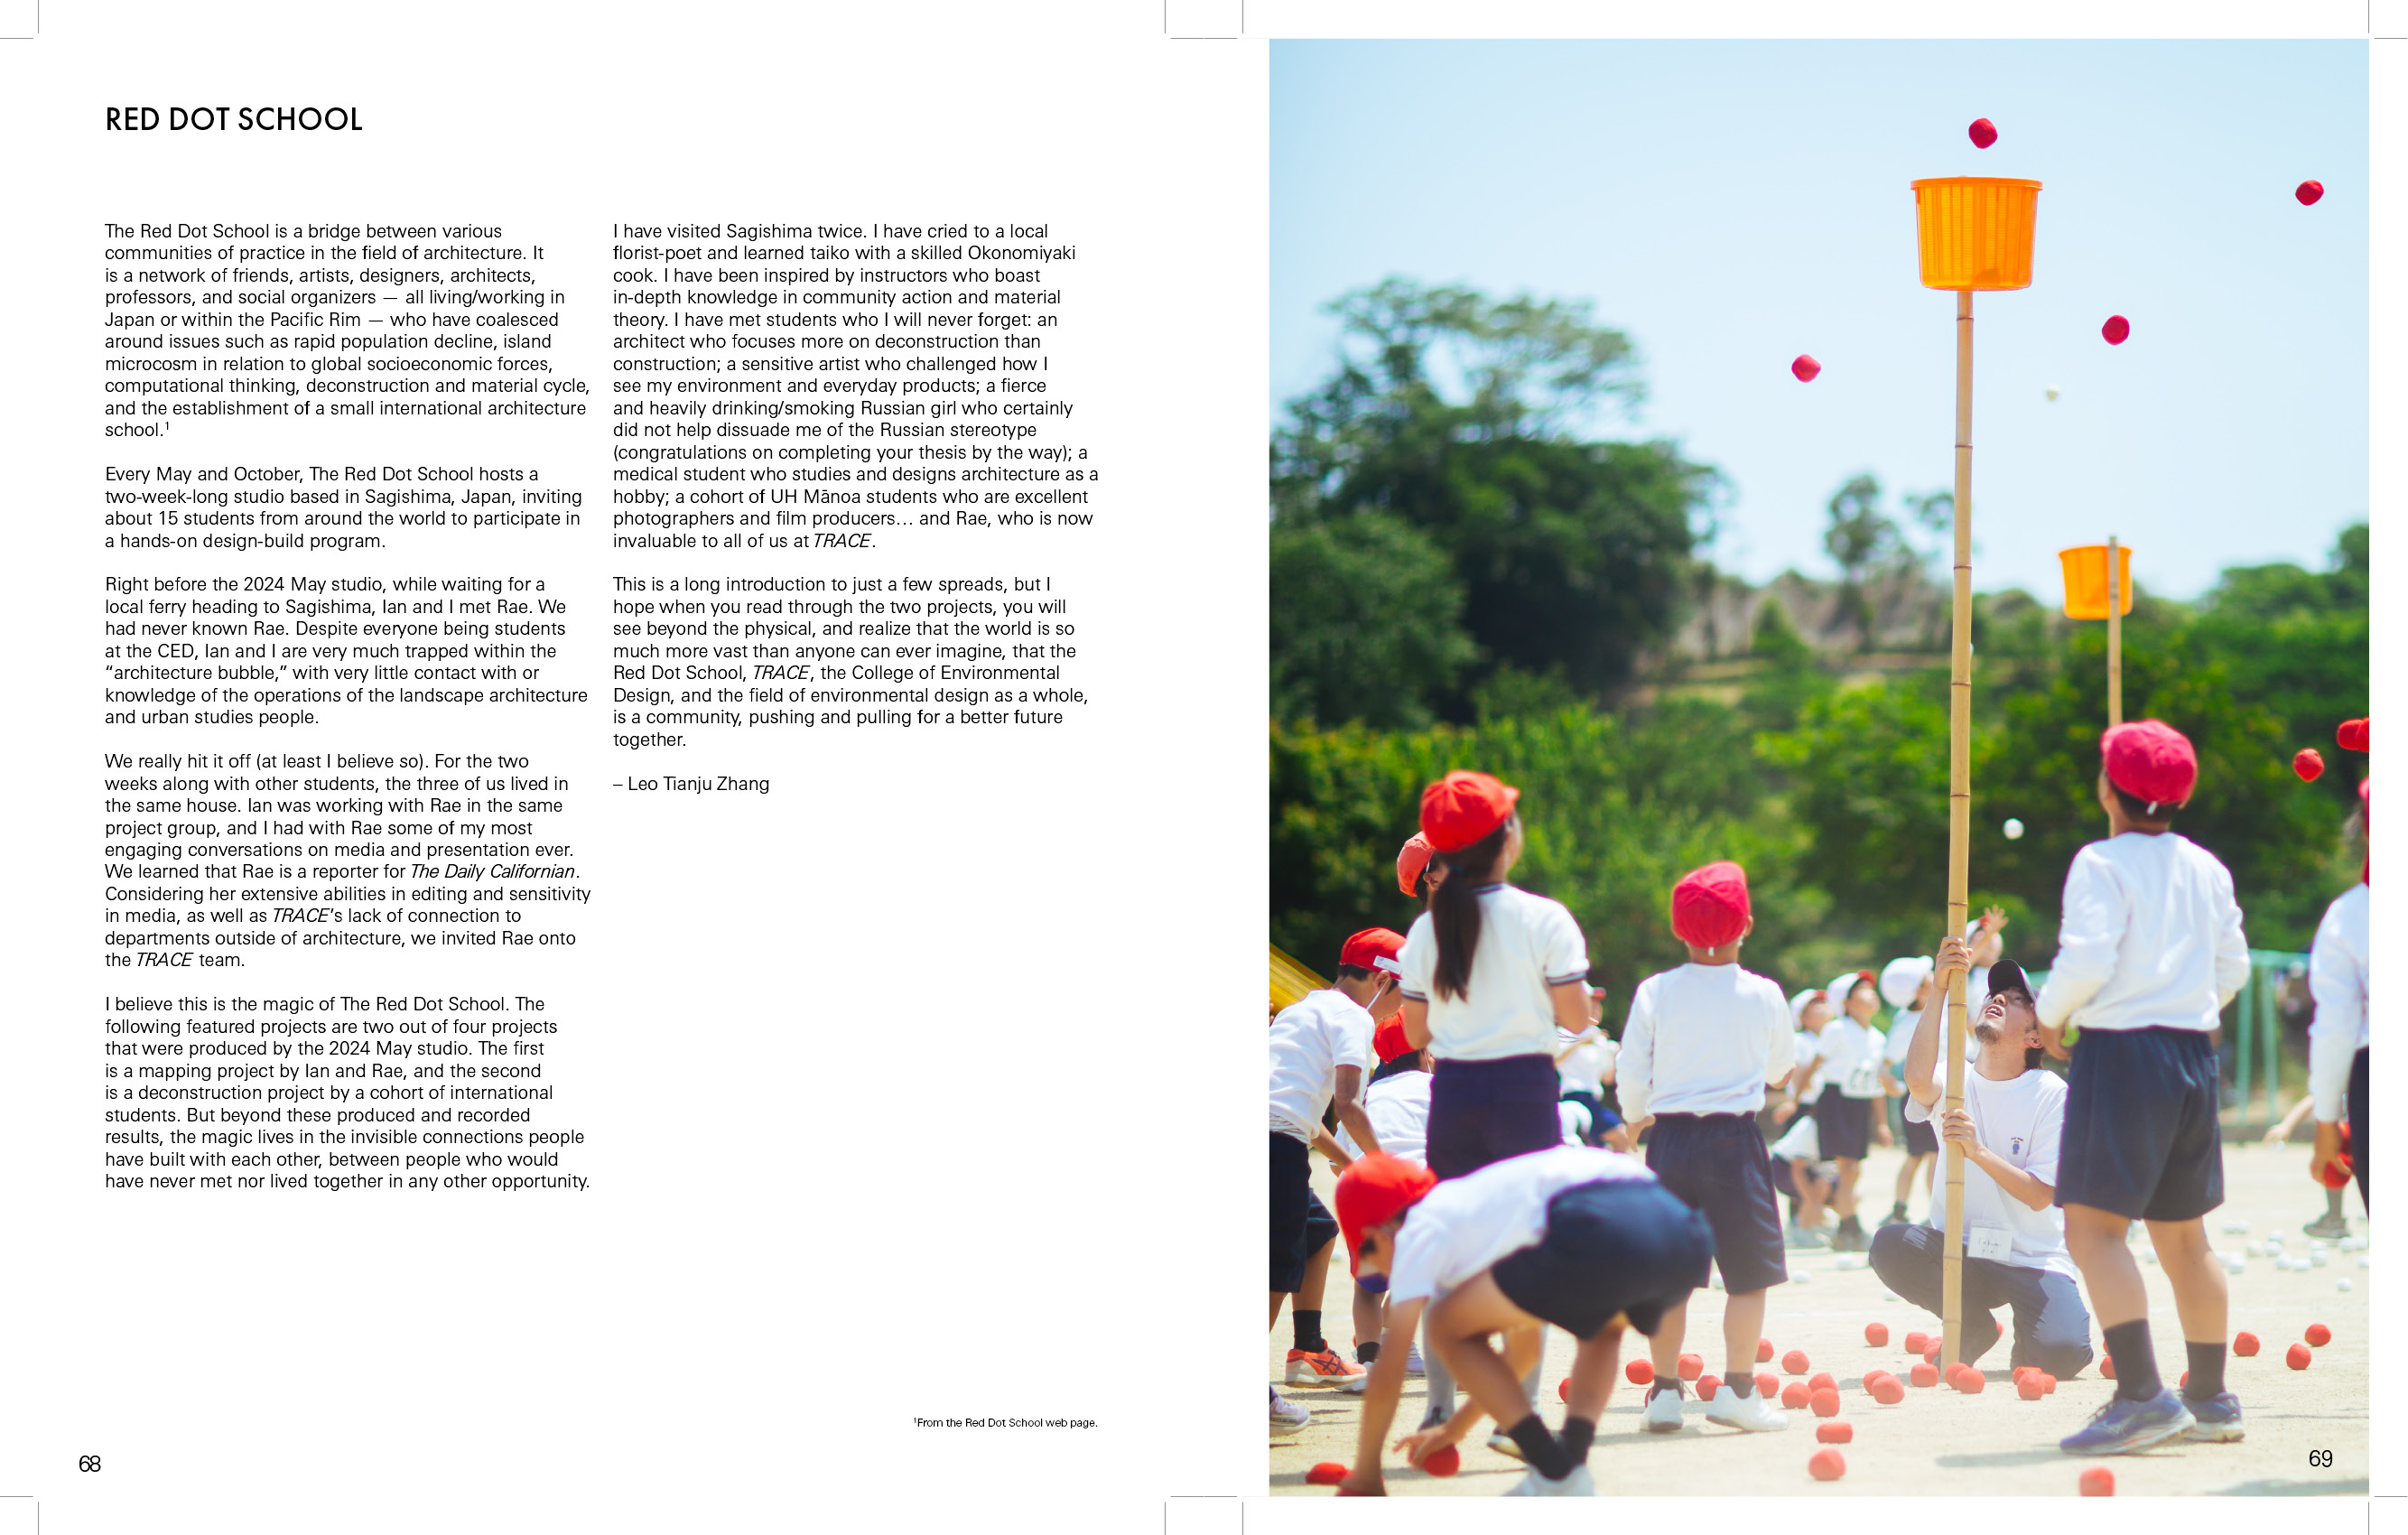 RED DOT SCHOOL
The Red Dot School is a bridge between various
communities of practice in the field of architecture. It
is a network of friends, artists, designers, architects,
professors, and social organizers — all living/working in
Japan or within the Pacific Rim — who have coalesced
around issues such as rapid population decline, island
microcosm in relation to global socioeconomic forces,
computational thinking, deconstruction and material cycle,
and the establishment of a small international architecture
school.¹
Every May and October, The Red Dot School hosts a
two-week-long studio based in Sagishima, Japan, inviting
about 15 students from around the world to participate in
a hands-on design-build program.
Right before the 2024 May studio, while waiting for a
local ferry heading to Sagishima, Ian and I met Rae. We
had never known Rae. Despite everyone being students
at the CED, Ian and I are very much trapped within the
“architecture bubble,” with very little contact with or
knowledge of the operations of the landscape architecture
and urban studies people.
We really hit it off (at least I believe so). For the two
weeks along with other students, the three of us lived in
the same house. Ian was working with Rae in the same
project group, and I had with Rae some of my most
engaging conversations on media and presentation ever.
We learned that Rae is a reporter for The Daily Californian.
Considering her extensive abilities in editing and sensitivity
in media, as well as TRACE’s lack of connection to
departments outside of architecture, we invited Rae onto
the TRACE team.
I believe this is the magic of The Red Dot School. The
following featured projects are two out of four projects
that were produced by the 2024 May studio. The first
is a mapping project by Ian and Rae, and the second
is a deconstruction project by a cohort of international
students. But beyond these produced and recorded
results, the magic lives in the invisible connections people
have built with each other, between people who would
have never met nor lived together in any other opportunity.
I have visited Sagishima twice. I have cried to a local
florist-poet and learned taiko with a skilled Okonomiyaki
cook. I have been inspired by instructors who boast
in-depth knowledge in community action and material
theory. I have met students who I will never forget: an
architect who focuses more on deconstruction than
construction; a sensitive artist who challenged how I
see my environment and everyday products; a fierce
and heavily drinking/smoking Russian girl who certainly
did not help dissuade me of the Russian stereotype
(congratulations on completing your thesis by the way); a
medical student who studies and designs architecture as a
hobby; a cohort of UH Mānoa students who are excellent
photographers and film producers… and Rae, who is now
invaluable to all of us at TRACE.
This is a long introduction to just a few spreads, but I
hope when you read through the two projects, you will
see beyond the physical, and realize that the world is so
much more vast than anyone can ever imagine, that the
Red Dot School, TRACE, the College of Environmental
Design, and the field of environmental design as a whole,
is a community, pushing and pulling for a better future
together.
– Leo Tianju Zhang
¹From the Red Dot School web page.
68
69